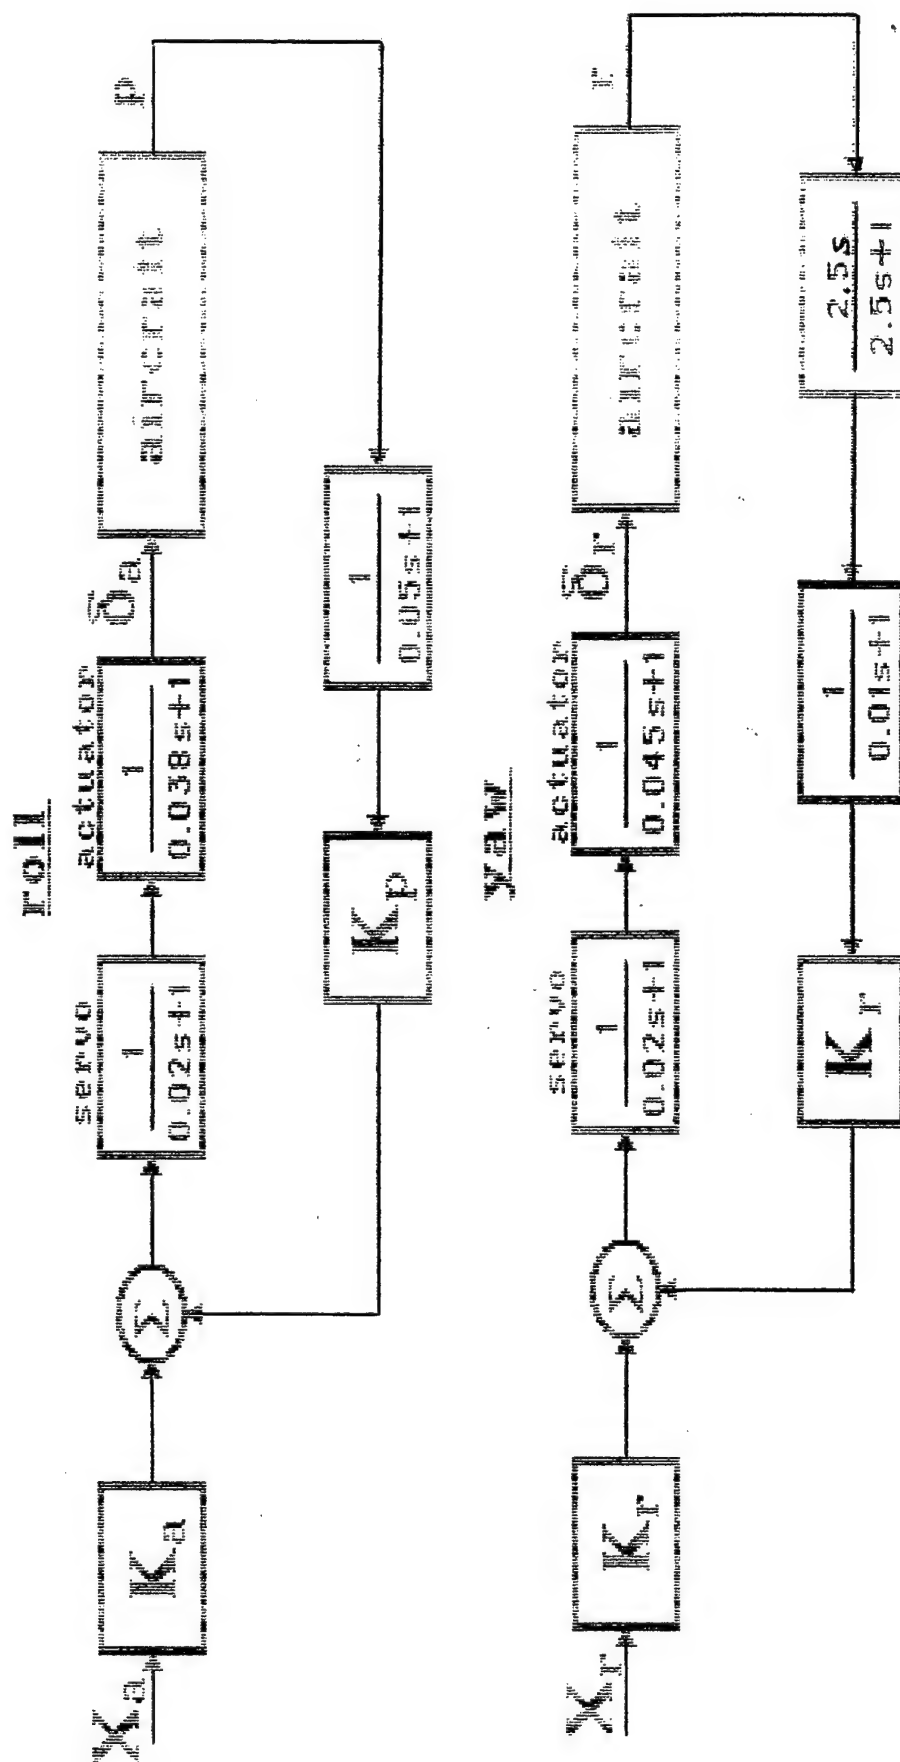 roll
servo
actuator
X_a
K_a
Σ
1
0.02s+1
1
0.038s+1
δ_a
aircraft
p
K_p
1
0.05s+1
yaw
servo
actuator
X_r
K_r
Σ
1
0.02s+1
1
0.045s+1
δ_r
aircraft
r
K_r
1
0.01s+1
2.5s
2.5s+1